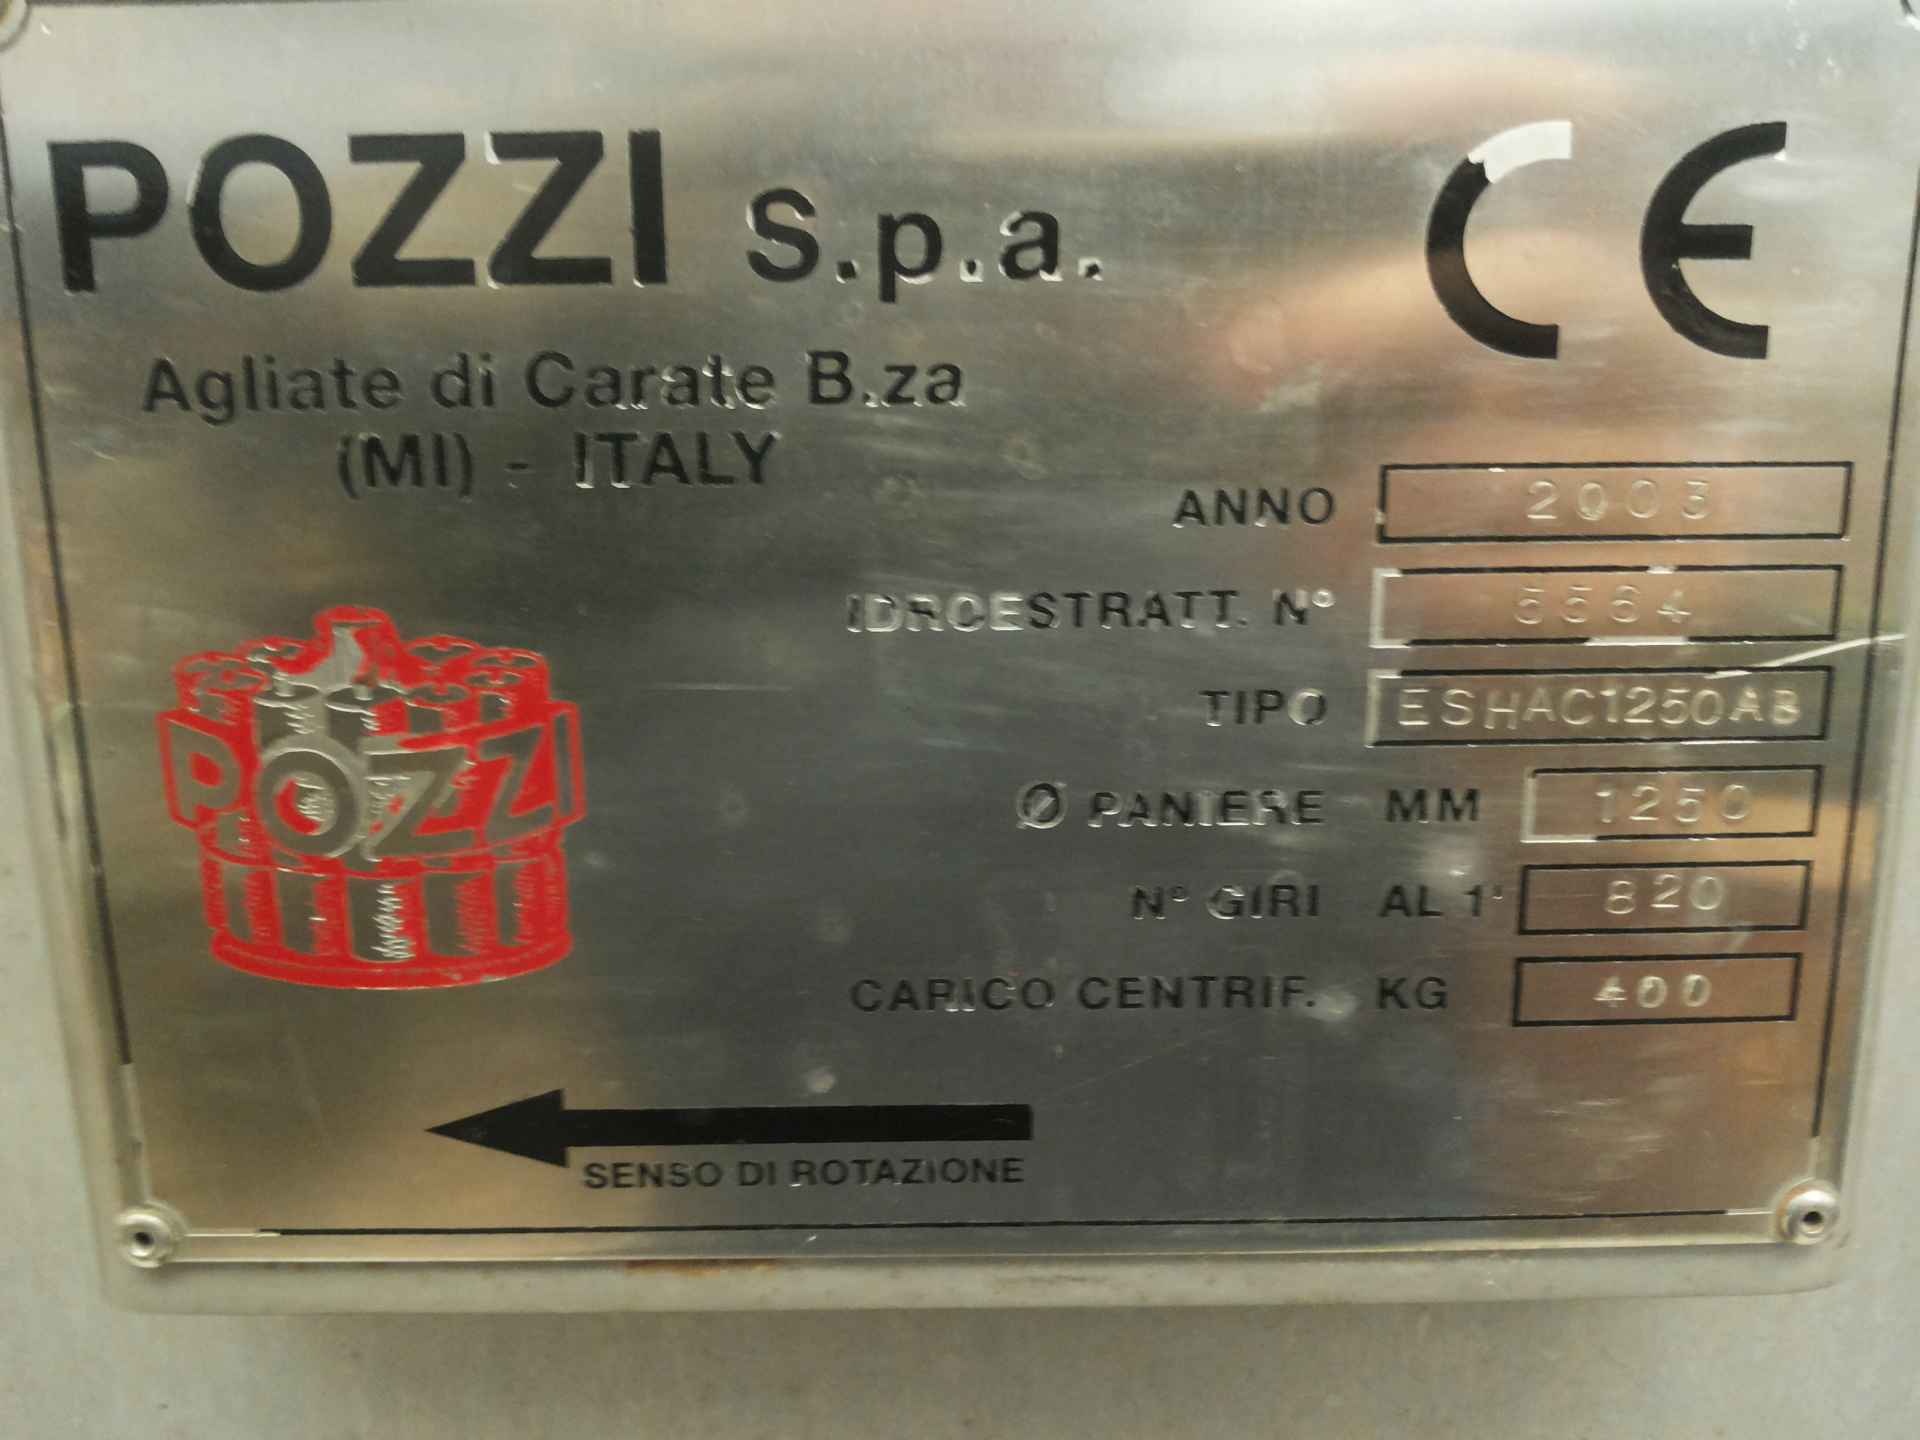 POZZI S.p.a.
CE
Agliate di Carate B.za
(MI) - ITALY
ANNO 2003
IDROESTRATT. N° 5564
TIPO ESHAC1250AB
Ø PANIERE MM 1250
N° GIRI AL 1' 820
CARICO CENTRIF. KG 400
POZZI
SENSO DI ROTAZIONE